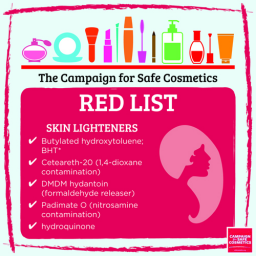 The Campaign for Safe Cosmetics
RED LIST
SKIN LIGHTENERS
✔ Butylated hydroxytoluene;
BHT*
✔ Ceteareth-20 (1,4-dioxane
contamination)
✔ DMDM hydantoin
(formaldehyde releaser)
✔ Padimate O (nitrosamine
contamination)
✔ hydroquinone
CAMPAIGN
FOR SAFE
COSMETICS